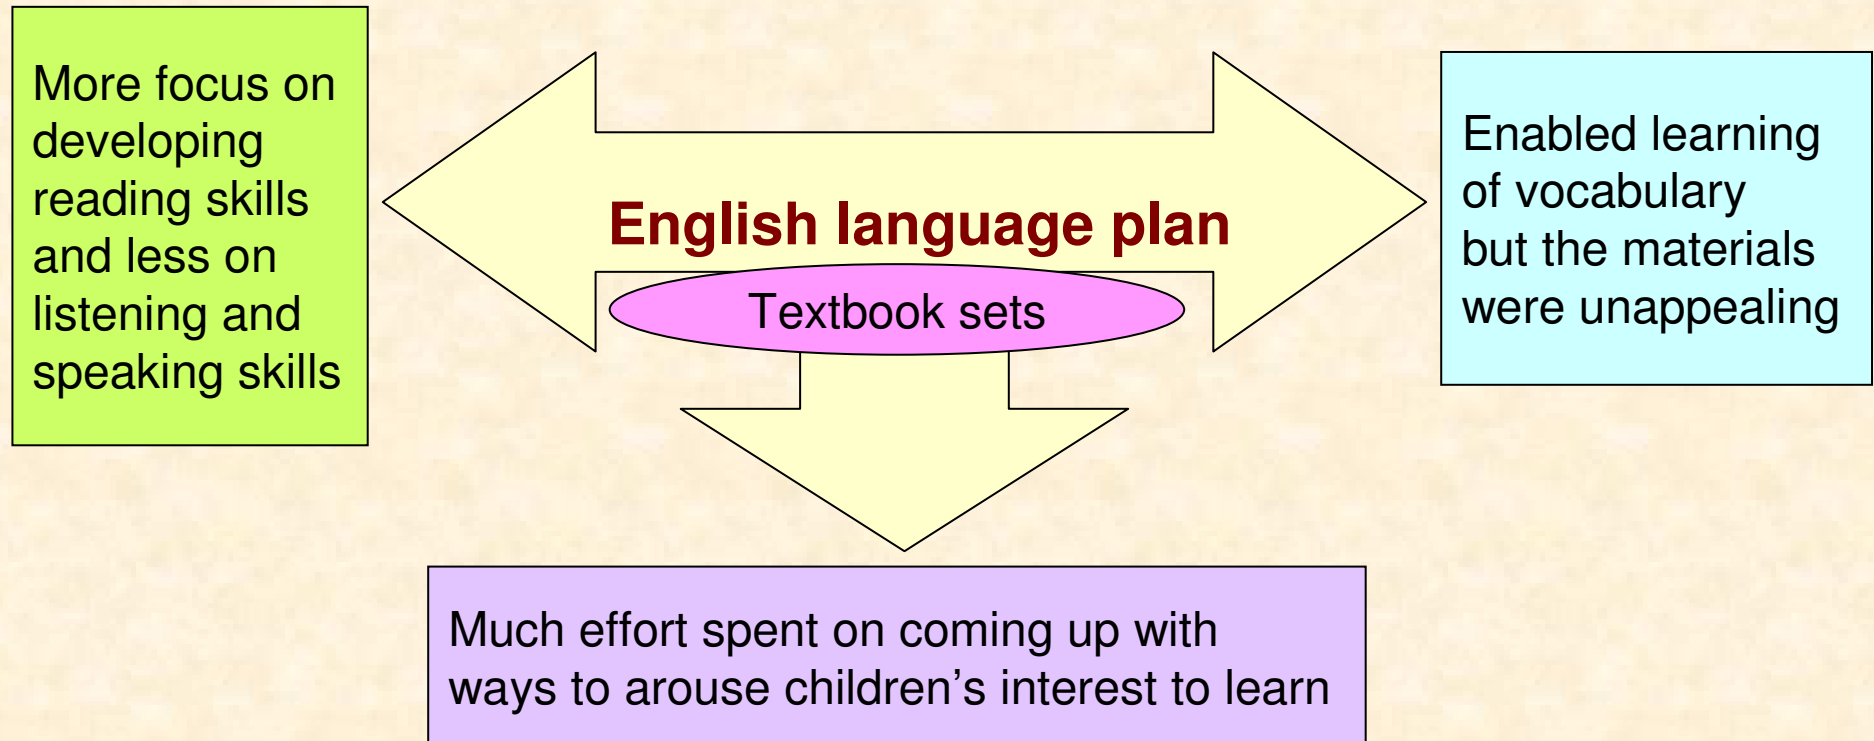 More focus on
developing
reading skills
and less on
listening and
speaking skills
English language plan
Textbook sets
Enabled learning
of vocabulary
but the materials
were unappealing
Much effort spent on coming up with
ways to arouse children’s interest to learn